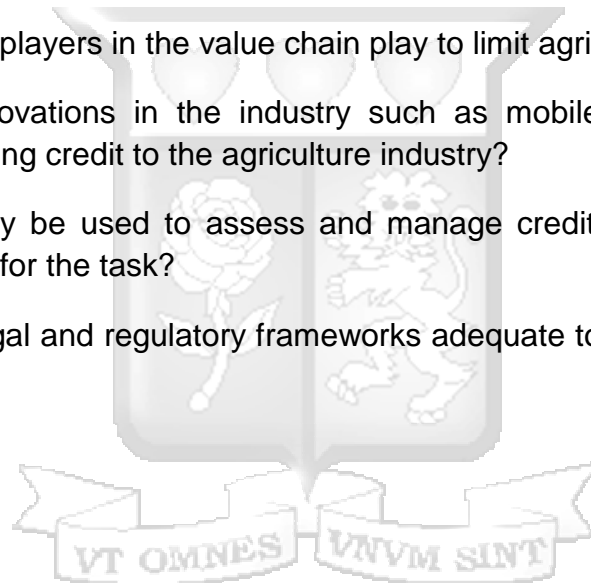 players in the value chain play to limit agri
ovations in the industry such as mobile
ng credit to the agriculture industry?
y be used to assess and manage credit
for the task?
gal and regulatory frameworks adequate to
VT OMNES VNVM SINT